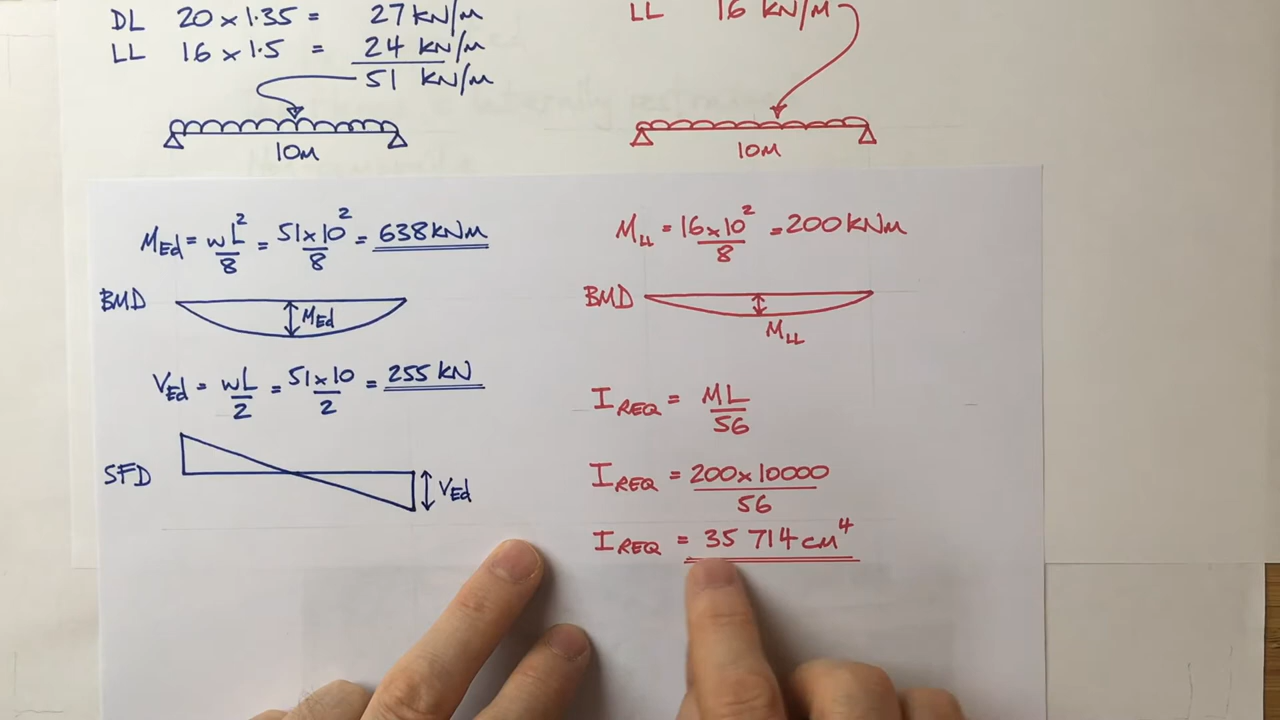 DL 20 x 1.35 = 27 kN/m
LL 16 x 1.5 = 24 kN/m
51 kN/m
10m
LL 16 kN/m
10m
MEd = wL²/8 = 51x10²/8 = 638 kNm
BMD MEd
VEd = wL/2 = 51x10/2 = 255 kN
SFD VEd
MLL = 16x10²/8 = 200 kNm
BMD
MLL
IREQ = ML/56
IREQ = 200x10000/56
IREQ = 35 714 cm⁴